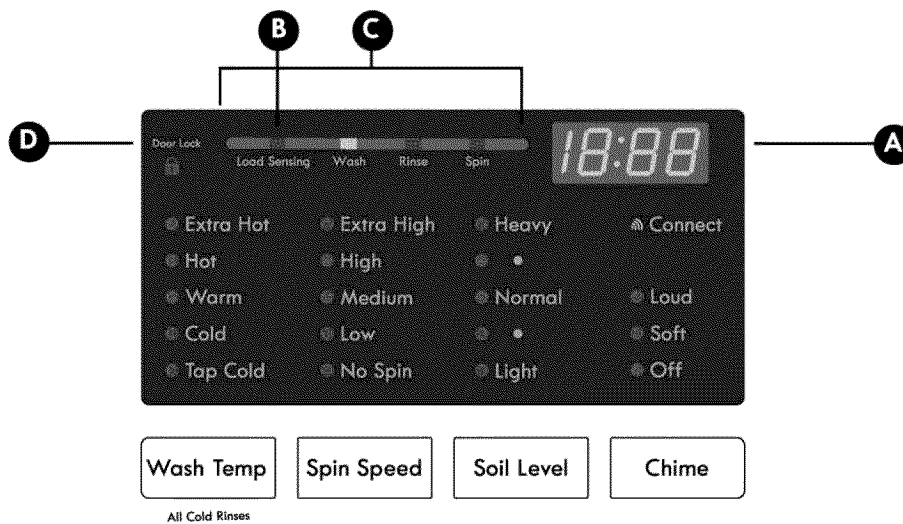 B C
D A
Door Lock
Load Sensing Wash Rinse Spin
18:88
Extra Hot Extra High Heavy Connect
Hot High
Warm Medium Normal Loud
Cold Low Soft
Tap Cold No Spin Light Off
Wash Temp Spin Speed Soil Level Chime
All Cold Rinses